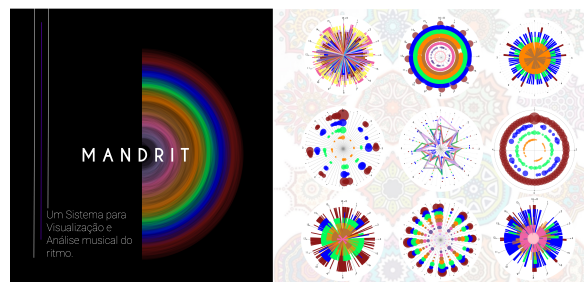 MANDRIT
Um Sistema para
Visualização e
Análise musical do
ritmo.